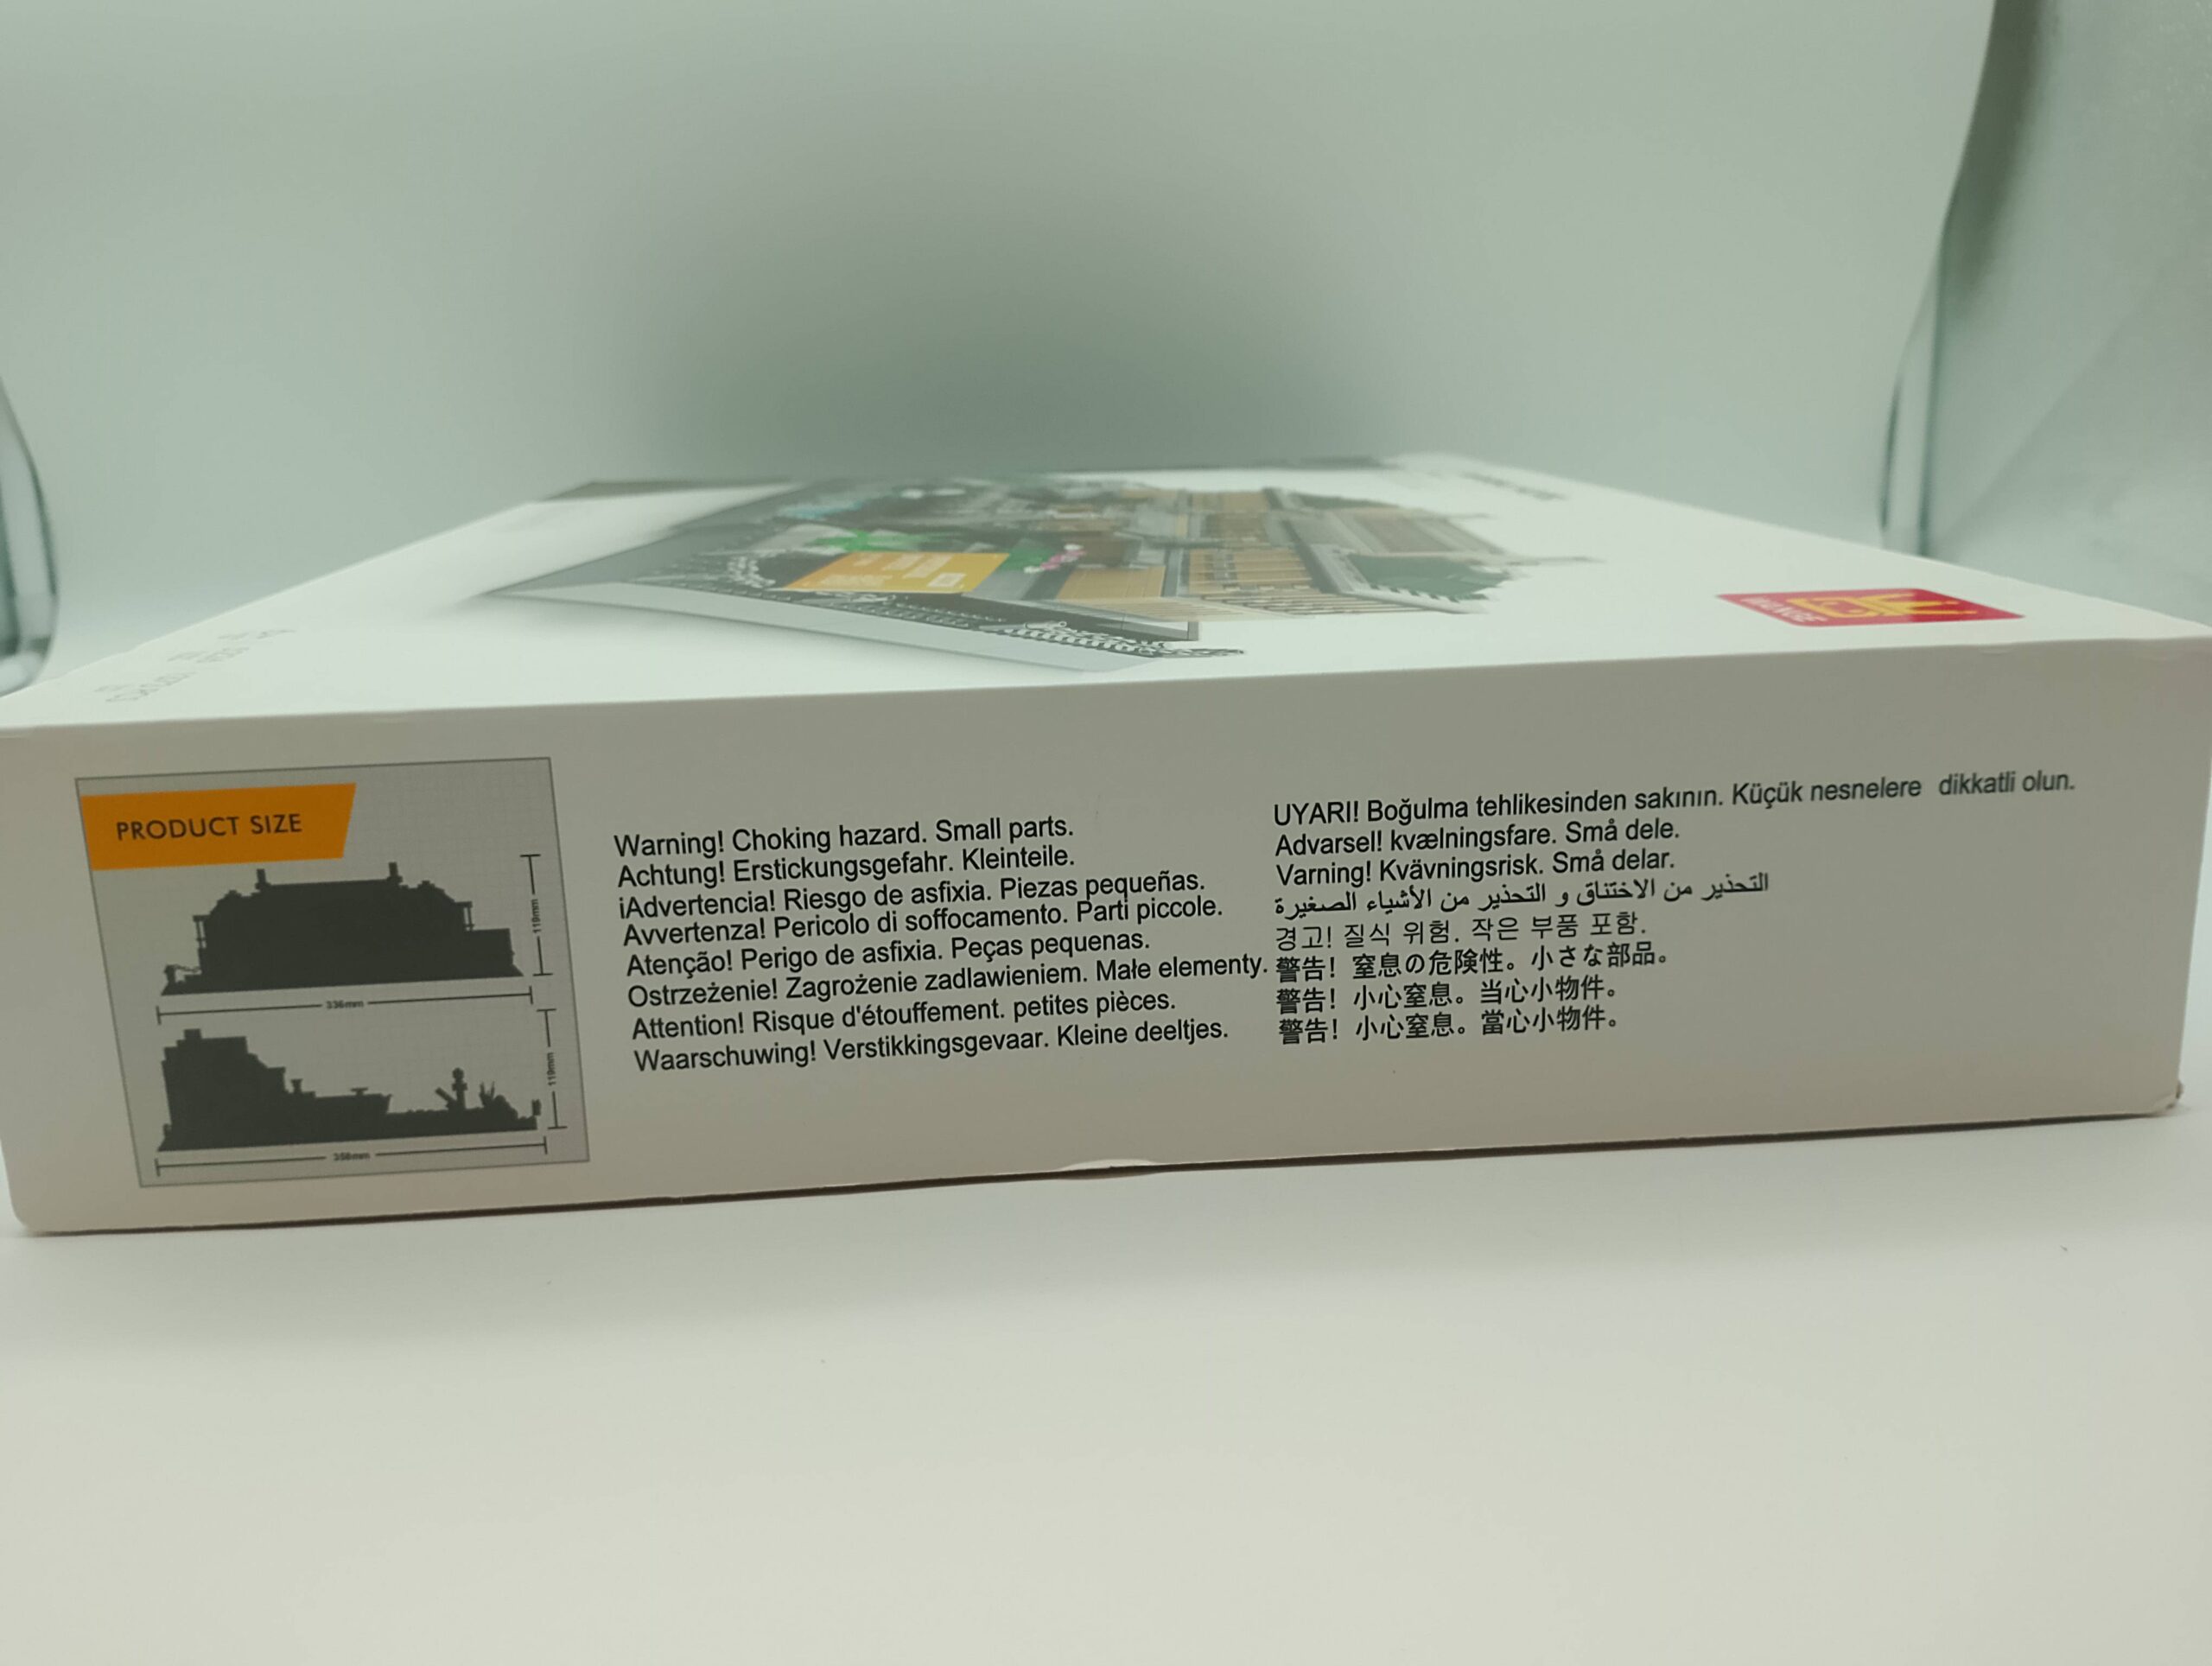 WANGE
PRODUCT SIZE
119mm
336mm
119mm
358mm
Warning! Choking hazard. Small parts.
Achtung! Erstickungsgefahr. Kleinteile.
¡Advertencia! Riesgo de asfixia. Piezas pequeñas.
Avvertenza! Pericolo di soffocamento. Parti piccole.
Atenção! Perigo de asfixia. Peças pequenas.
Ostrzeżenie! Zagrożenie zadlawieniem. Małe elementy.
Attention! Risque d'étouffement. petites pièces.
Waarschuwing! Verstikkingsgevaar. Kleine deeltjes.
UYARI! Boğulma tehlikesinden sakının. Küçük nesnelere dikkatli olun.
Advarsel! kvælningsfare. Små dele.
Varning! Kvävningsrisk. Små delar.
التحذير من الاختناق و التحذير من الأشياء الصغيرة
경고! 질식 위험. 작은 부품 포함.
警告! 窒息の危険性。小さな部品。
警告! 小心窒息。当心小物件。
警告! 小心窒息。當心小物件。